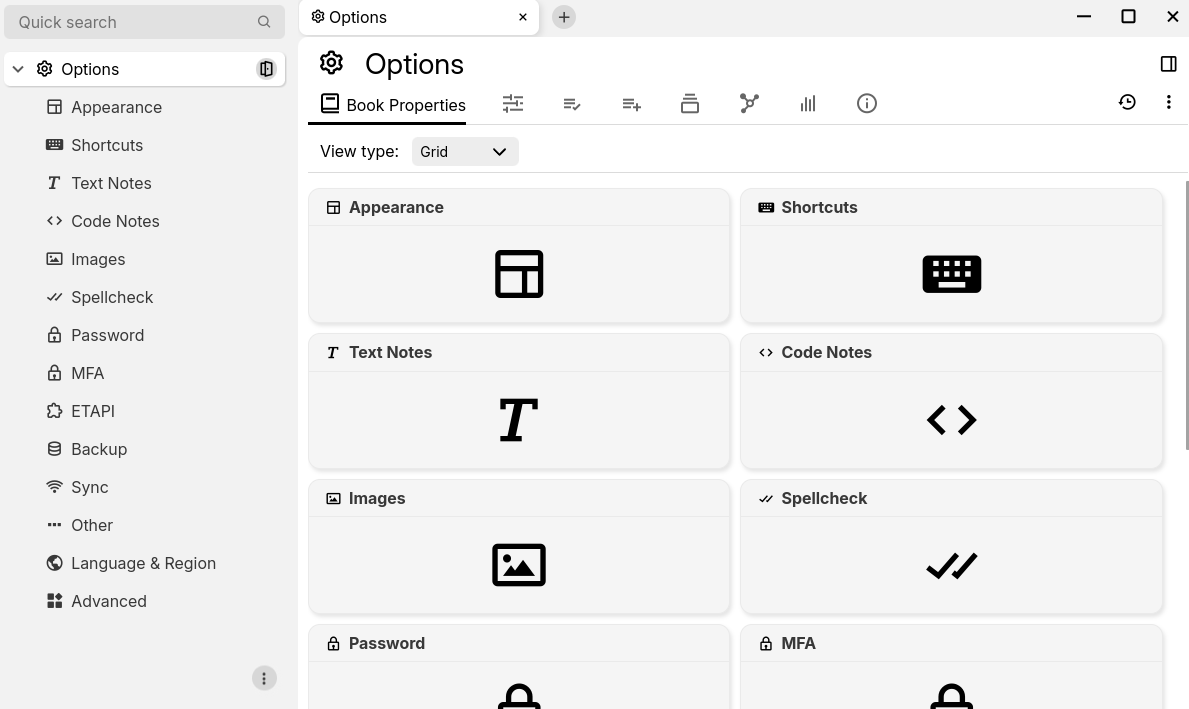 Quick search
Options
Appearance
Shortcuts
Text Notes
Code Notes
Images
Spellcheck
Password
MFA
ETAPI
Backup
Sync
Other
Language & Region
Advanced
Options
Options
Book Properties
View type: Grid
Appearance
Shortcuts
Text Notes
Code Notes
Images
Spellcheck
Password
MFA